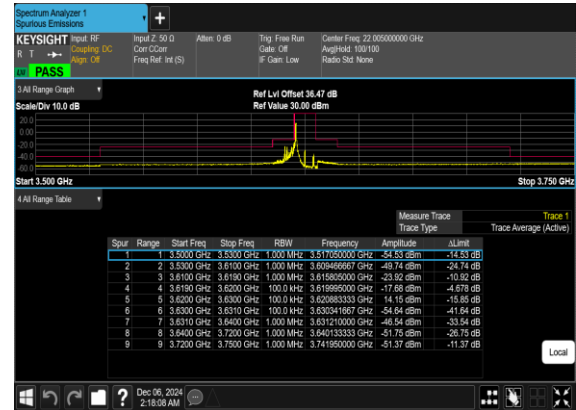 Spectrum Analyzer 1
Spurious Emissions
KEYSIGHT Input: RF Input Z: 50 Ω Atten: 0 dB Trig: Free Run Center Freq: 22.005000000 GHz
R T Coupling: DC Corr CCorr Gate: Off Avg|Hold: 100/100
Align: Off Freq Ref: Int (S) IF Gain: Low Radio Std: None
LNI PASS
3 All Range Graph
Ref Lvl Offset 36.47 dB
Scale/Div 10.0 dB Ref Value 30.00 dBm
20.0
0.00
-20.0
-40.0
-60.0
Start 3.500 GHz Stop 3.750 GHz
4 All Range Table
Measure Trace Trace 1
Trace Type Trace Average (Active)
Spur Range Start Freq Stop Freq RBW Frequency Amplitude ΔLimit
1 1 3.5000 GHz 3.5300 GHz 1.000 MHz 3.517050000 GHz -54.53 dBm -14.53 dB
2 2 3.5300 GHz 3.6100 GHz 1.000 MHz 3.609466667 GHz -49.74 dBm -24.74 dB
3 3 3.6100 GHz 3.6190 GHz 1.000 MHz 3.615805000 GHz -23.92 dBm -10.92 dB
4 4 3.6190 GHz 3.6200 GHz 100.0 kHz 3.619995000 GHz -17.68 dBm -4.678 dB
5 5 3.6200 GHz 3.6300 GHz 100.0 kHz 3.620883333 GHz 14.15 dBm -15.85 dB
6 6 3.6300 GHz 3.6310 GHz 100.0 kHz 3.630341667 GHz -54.64 dBm -41.64 dB
7 7 3.6310 GHz 3.6400 GHz 1.000 MHz 3.631210000 GHz -46.54 dBm -33.54 dB
8 8 3.6400 GHz 3.7200 GHz 1.000 MHz 3.640133333 GHz -51.75 dBm -26.75 dB
9 9 3.7200 GHz 3.7500 GHz 1.000 MHz 3.741950000 GHz -51.37 dBm -11.37 dB
Local
Dec 06, 2024
2:18:08 AM